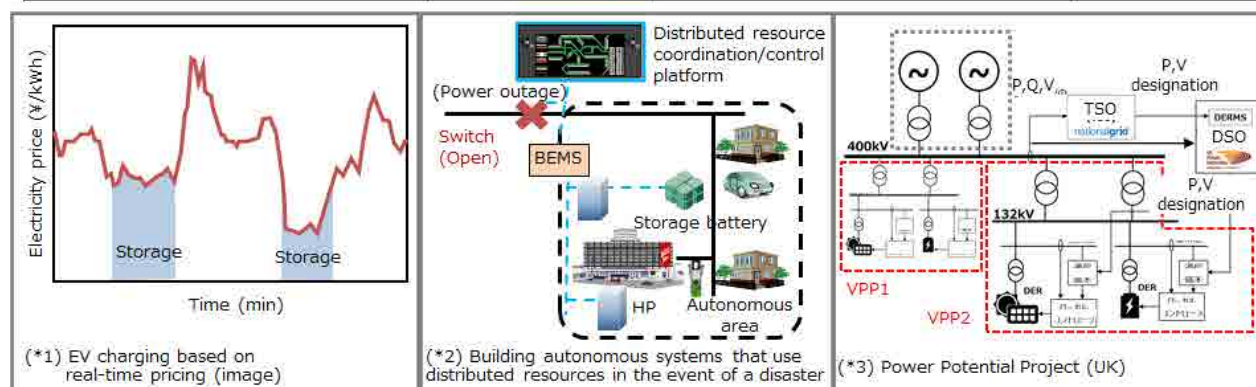 Electricity price (¥/kWh)
Storage
Storage
Time (min)
(*1) EV charging based on
real-time pricing (image)
Distributed resource
coordination/control
platform
(Power outage)
Switch
(Open)
BEMS
Storage battery
HP
Autonomous
area
(*2) Building autonomous systems that use
distributed resources in the event of a disaster
P,V
designation
P,Q,V
TSO
nationalgrid
DERMS
DSO
400kV
P,V
designation
132kV
DER
DER
VPP1
VPP2
(*3) Power Potential Project (UK)